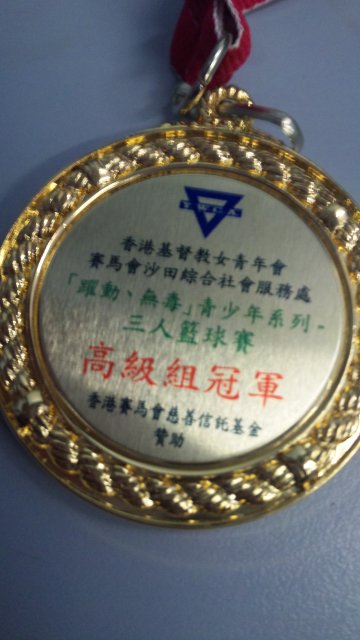 Y.W.C.A.
香港基督教女青年會
賽馬會沙田綜合社會服務處
「躍動、無毒」青少年系列 -
三人籃球賽
高級組冠軍
香港賽馬會慈善信託基金
贊助